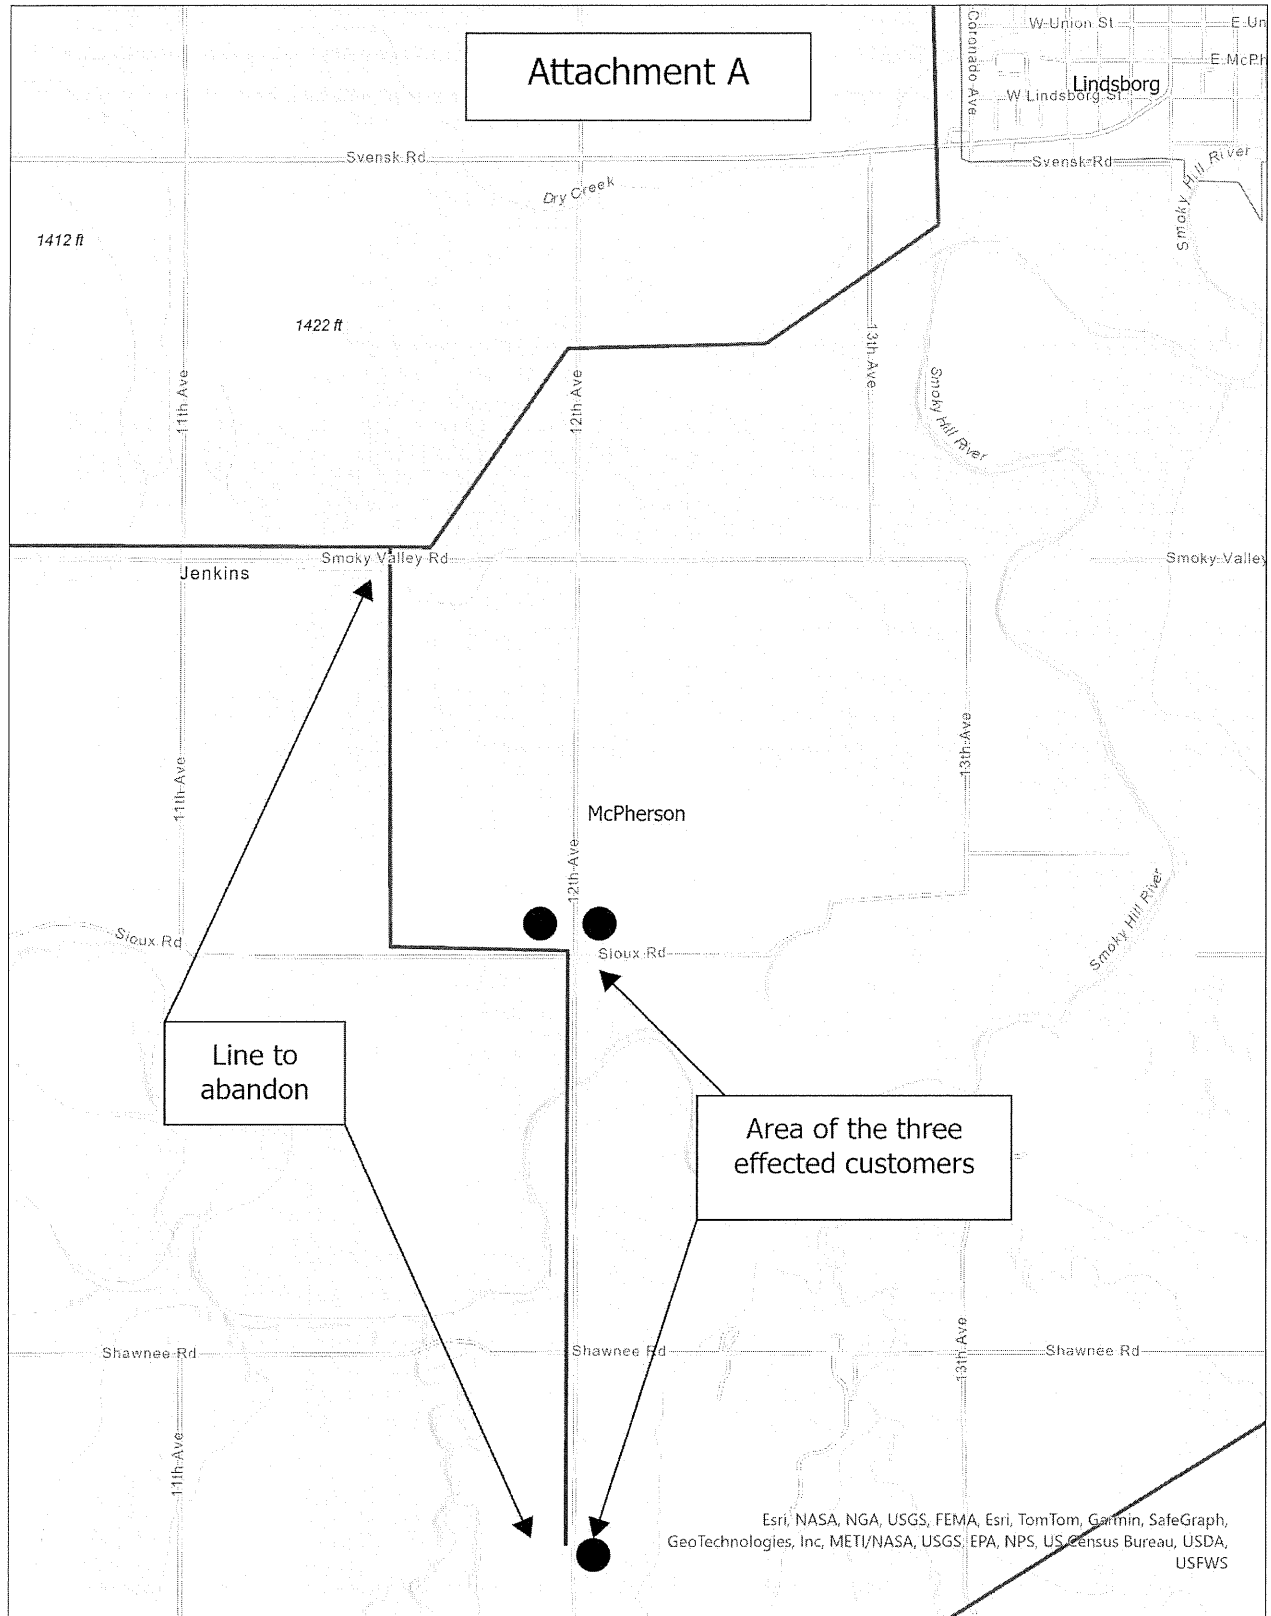 Coronado Ave
W Union St
E Un
Attachment A
E McPh
Lindsborg
W Lindsborg St
Svensk Rd
Svensk Rd
Smoky Hill River
Dry Creek
1412 ft
1422 ft
11th Ave
12th Ave
13th Ave
Smoky Hill River
Smoky Valley Rd
Smoky Valley
Jenkins
11th Ave
13th Ave
McPherson
12th Ave
Smoky Hill River
Sioux Rd
Sioux Rd
Line to
abandon
Area of the three
effected customers
Shawnee Rd
Shawnee Rd
Shawnee Rd
13th Ave
11th Ave
Esri, NASA, NGA, USGS, FEMA, Esri, TomTom, Garmin, SafeGraph,
GeoTechnologies, Inc, METI/NASA, USGS, EPA, NPS, US Census Bureau, USDA,
USFWS